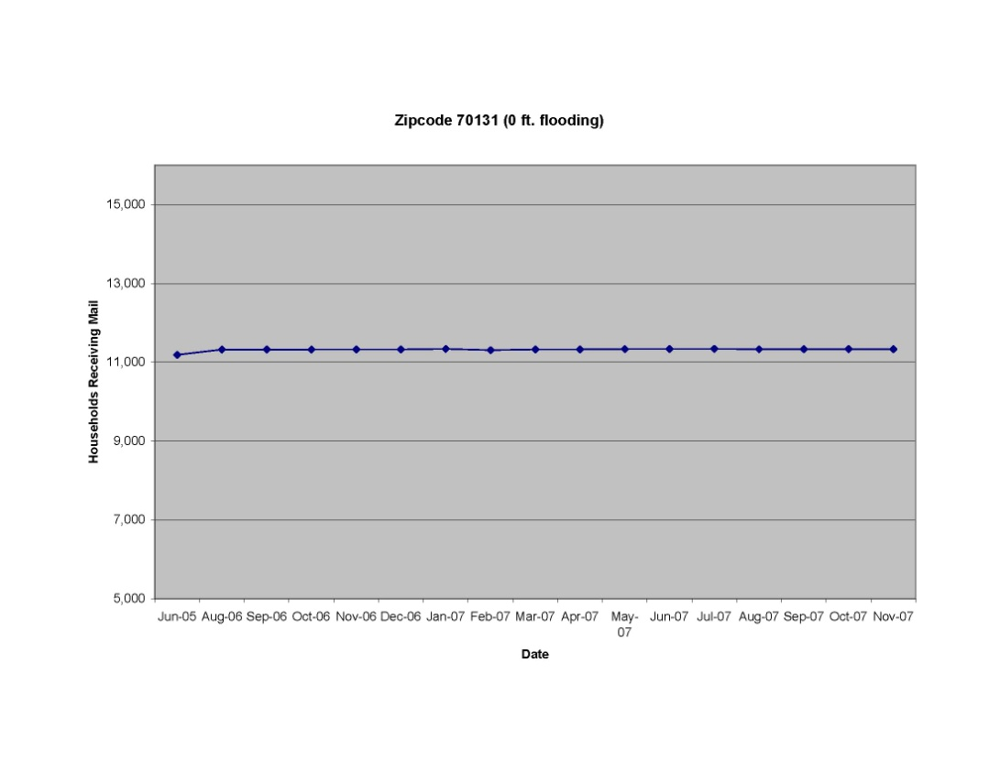 Zipcode 70131 (0 ft. flooding)
15,000
13,000
11,000
9,000
7,000
5,000
Households Receiving Mail
Jun-05 Aug-06 Sep-06 Oct-06 Nov-06 Dec-06 Jan-07 Feb-07 Mar-07 Apr-07 May- Jun-07 Jul-07 Aug-07 Sep-07 Oct-07 Nov-07
07
Date